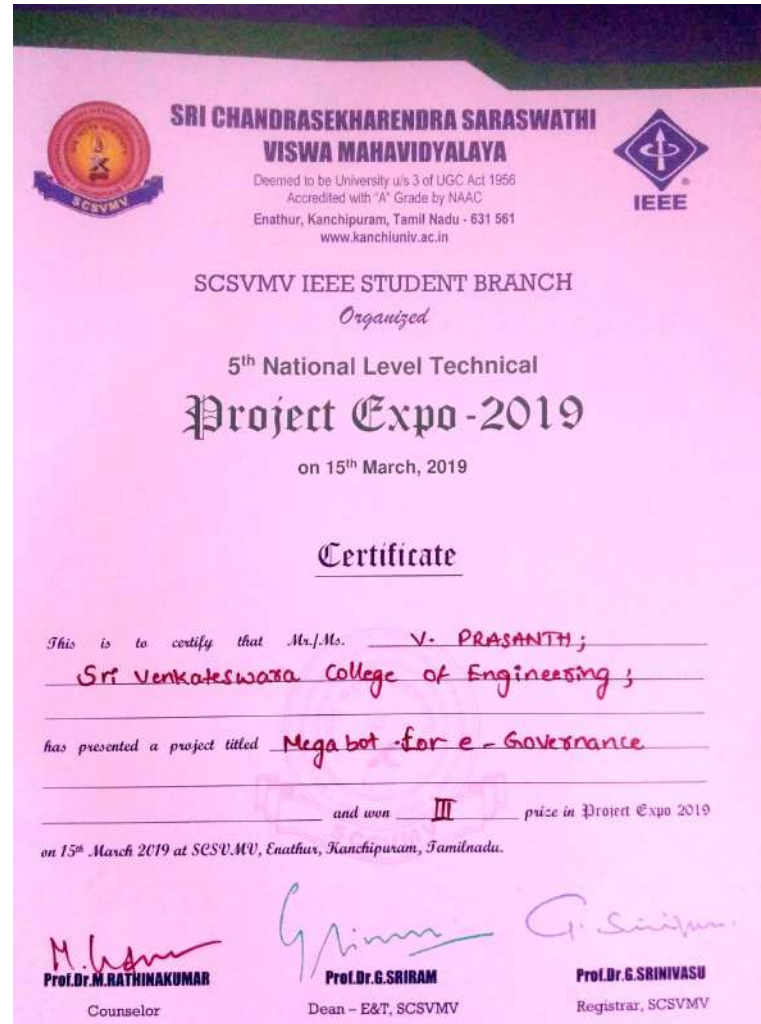 SRI CHANDRASEKHARENDRA SARASWATHI
VISWA MAHAVIDYALAYA
Deemed to be University u/s 3 of UGC Act 1956
Accredited with "A" Grade by NAAC
Enathur, Kanchipuram, Tamil Nadu - 631 561
www.kanchiuniv.ac.in
SCSVMV
IEEE
SCSVMV IEEE STUDENT BRANCH
Organized
5th National Level Technical
Project Expo-2019
on 15th March, 2019
Certificate
This is to certify that Mr./Ms. V. PRASANTH;
Sri Venkateswara College of Engineering;
has presented a project titled Megabot for e-Governance
and won III prize in Project Expo 2019
on 15th March 2019 at SCSVMV, Enathur, Kanchipuram, Tamilnadu.
G. Sriniv
Prof.Dr.M.RATHINAKUMAR Prof.Dr.G.SRIRAM Prof.Dr.G.SRINIVASU
Counselor Dean – E&T, SCSVMV Registrar, SCSVMV